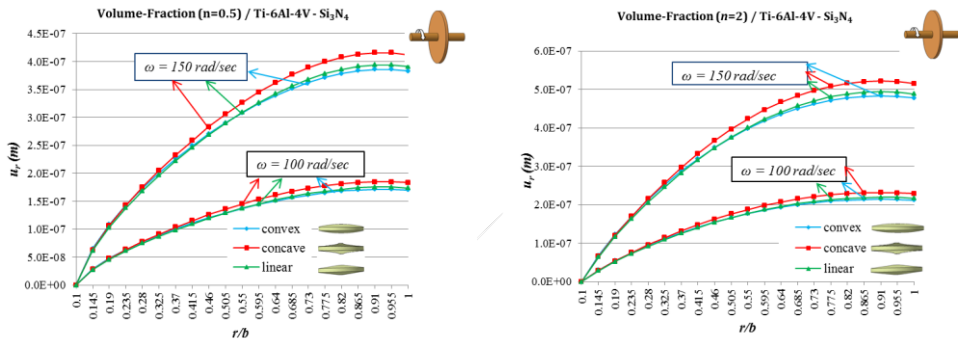 Volume-Fraction (n=0.5) / Ti-6Al-4V - Si₃N₄
4.5E-07
4.0E-07
3.5E-07
3.0E-07
2.5E-07
2.0E-07
1.5E-07
1.0E-07
5.0E-08
0.0E+00
uᵣ (m)
ω = 150 rad/sec
ω = 100 rad/sec
convex
concave
linear
0.1
0.145
0.19
0.235
0.28
0.325
0.37
0.415
0.46
0.505
0.55
0.595
0.64
0.685
0.73
0.775
0.82
0.865
0.91
0.955
1
r/b
Volume-Fraction (n=2) / Ti-6Al-4V - Si₃N₄
6.0E-07
5.0E-07
4.0E-07
3.0E-07
2.0E-07
1.0E-07
0.0E+00
uᵣ (m)
ω = 150 rad/sec
ω = 100 rad/sec
convex
concave
linear
0.1
0.145
0.19
0.235
0.28
0.325
0.37
0.415
0.46
0.505
0.55
0.595
0.64
0.685
0.73
0.775
0.82
0.865
0.91
0.955
1
r/b